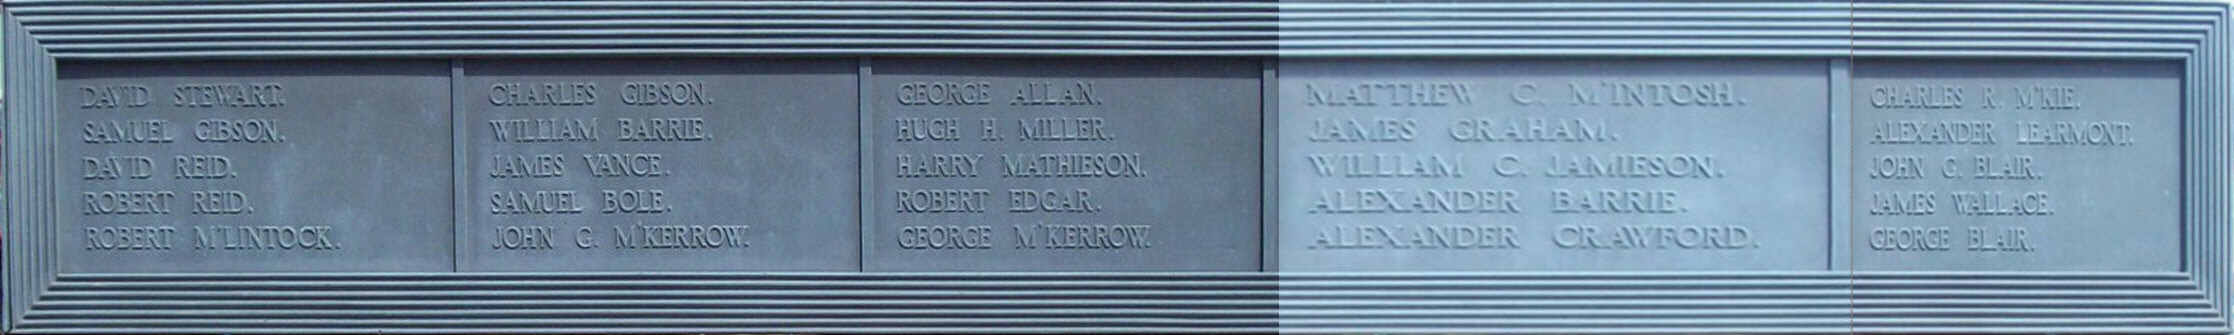 DAVID STEWART.
SAMUEL GIBSON.
DAVID REID.
ROBERT REID.
ROBERT M'LINTOCK.
CHARLES GIBSON.
WILLIAM BARRIE.
JAMES VANCE.
SAMUEL BOLE.
JOHN G. M'KERROW.
GEORGE ALLAN.
HUGH H. MILLER.
HARRY MATHIESON.
ROBERT EDGAR.
GEORGE M'KERROW.
MATTHEW C. M'INTOSH.
JAMES GRAHAM.
WILLIAM C. JAMIESON.
ALEXANDER BARRIE.
ALEXANDER CRAWFORD.
CHARLES R. M'KIE.
ALEXANDER LEARMONT.
JOHN G. BLAIR.
JAMES WALLACE.
GEORGE BLAIR.